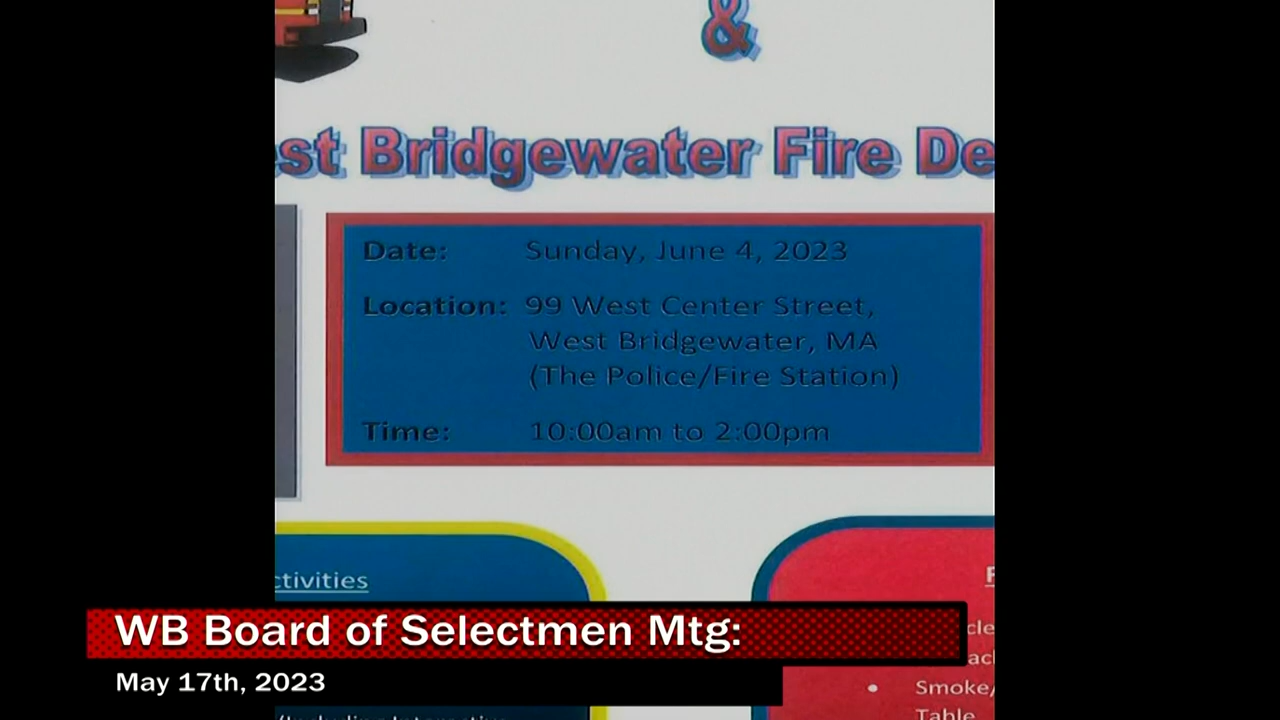 &
st Bridgewater Fire De
Date: Sunday, June 4, 2023
Location: 99 West Center Street,
West Bridgewater, MA
(The Police/Fire Station)
Time: 10:00am to 2:00pm
ctivities
WB Board of Selectmen Mtg:
May 17th, 2023
Smoke/
Table